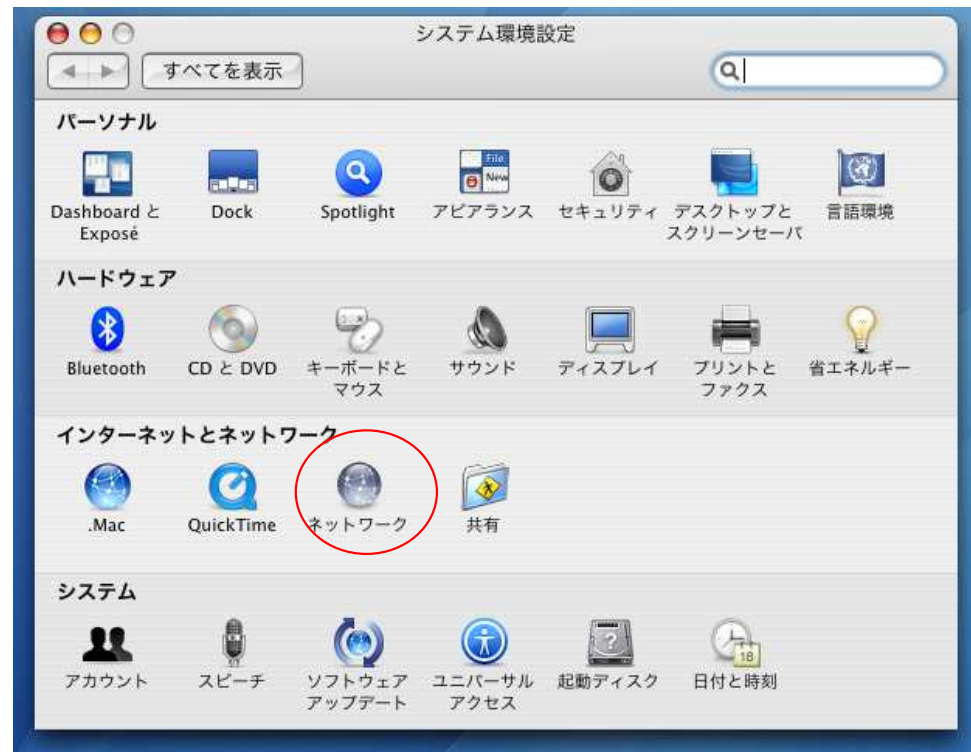 システム環境設定
すべてを表示
パーソナル
Dashboard と
Exposé
Dock
Spotlight
File
New
アピアランス
セキュリティ
デスクトップと
スクリーンセーバ
言語環境
ハードウェア
Bluetooth
CD と DVD
キーボードと
マウス
サウンド
ディスプレイ
プリントと
ファクス
省エネルギー
インターネットとネットワーク
.Mac
QuickTime
ネットワーク
共有
システム
アカウント
スピーチ
ソフトウェア
アップデート
ユニバーサル
アクセス
?
起動ディスク
18
日付と時刻